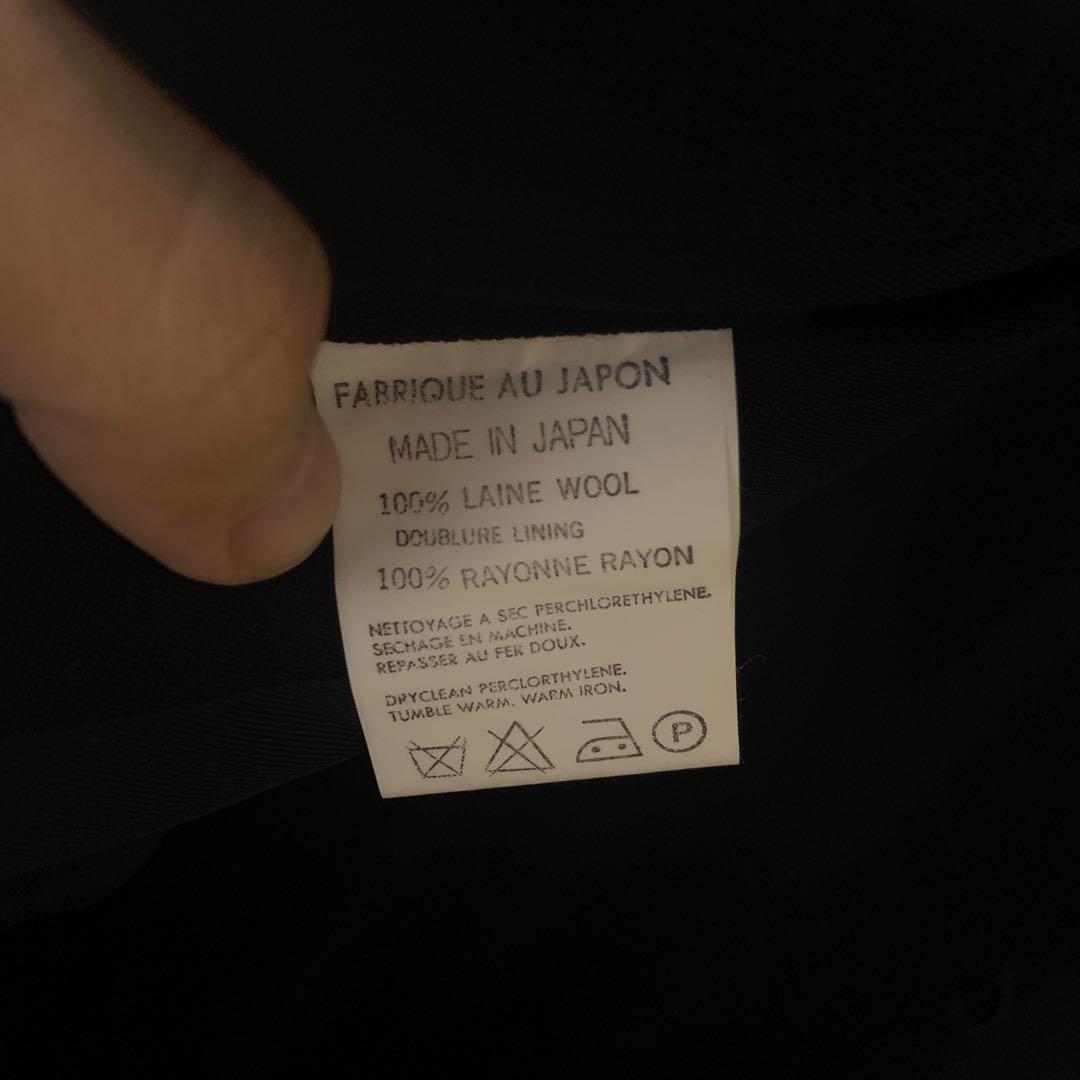 FABRIQUE AU JAPON
MADE IN JAPAN
100% LAINE WOOL
DOUBLURE LINING
100% RAYONNE RAYON
NETTOYAGE A SEC PERCHLORETHYLENE.
SECHAGE EN MACHINE.
REPASSER AU FER DOUX.
DRYCLEAN PERCLORTHYLENE.
TUMBLE WARM. WARM IRON.
P